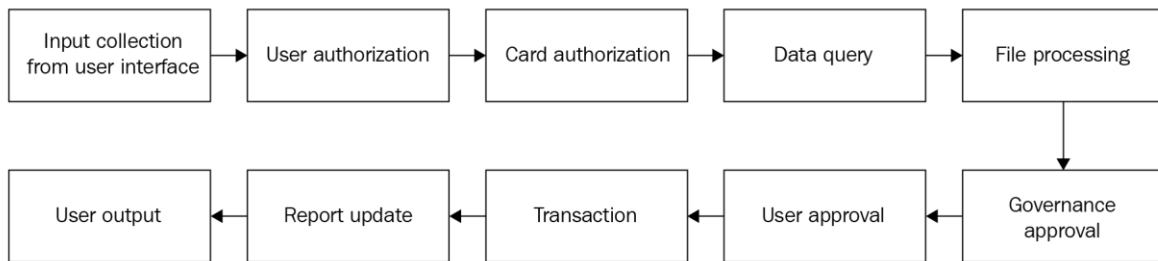 Input collection
from user interface
User authorization
Card authorization
Data query
File processing
User output
Report update
Transaction
User approval
Governance
approval